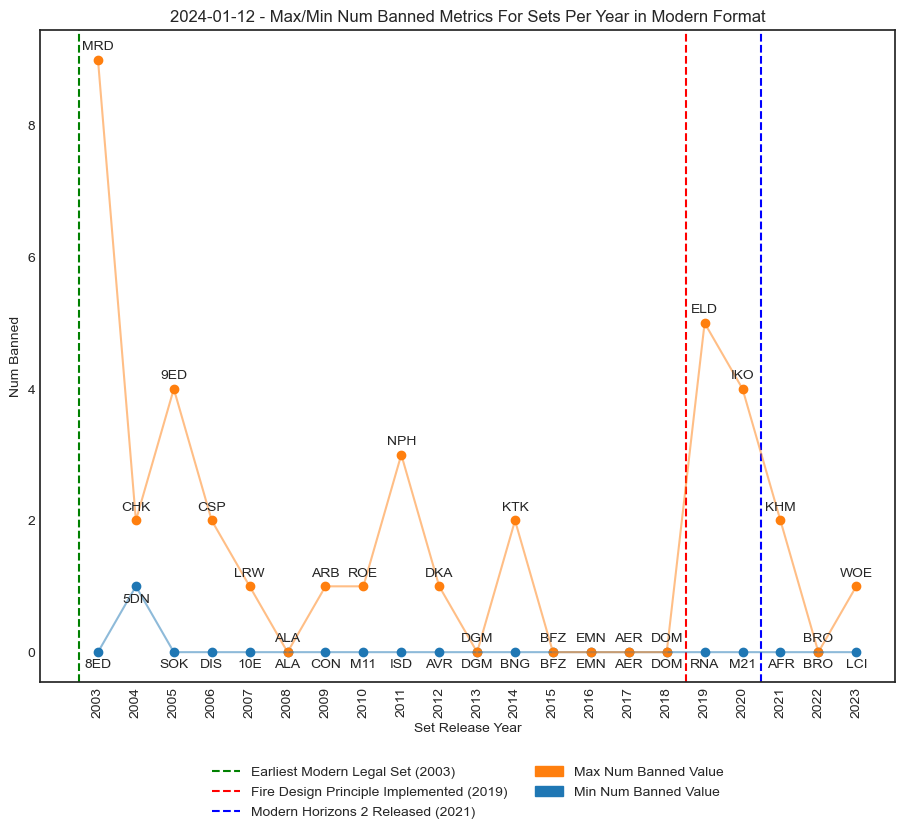 2024-01-12 - Max/Min Num Banned Metrics For Sets Per Year in Modern Format
MRD
8
6
ELD
9ED
IKO
4
NPH
CHK
CSP
KTK
KHM
2
LRW
ARB
ROE
DKA
WOE
5DN
ALA
DGM
BFZ
EMN
AER
DOM
BRO
0
8ED
SOK
DIS
10E
ALA
CON
M11
ISD
AVR
DGM
BNG
BFZ
EMN
AER
DOM
RNA
M21
AFR
BRO
LCI
Num Banned
2003
2004
2005
2006
2007
2008
2009
2010
2011
2012
2013
2014
2015
2016
2017
2018
2019
2020
2021
2022
2023
Set Release Year
Earliest Modern Legal Set (2003)
Fire Design Principle Implemented (2019)
Modern Horizons 2 Released (2021)
Max Num Banned Value
Min Num Banned Value